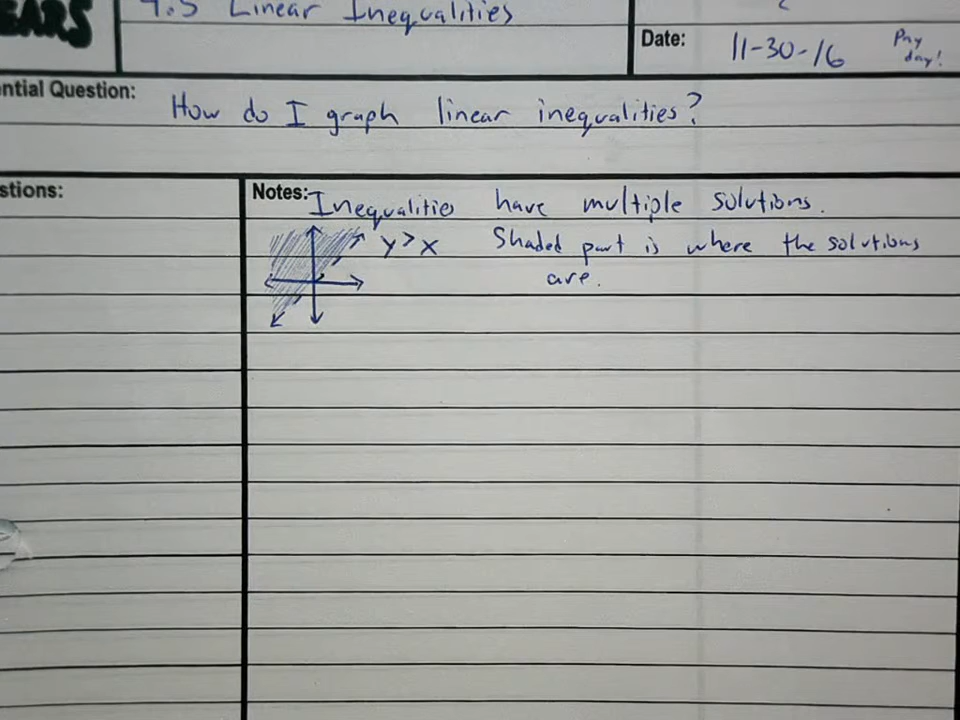 EARS
4.5 Linear Inequalities
Date: 11-30-16
Pay
day!
ntial Question: How do I graph linear inequalities?
stions:
Notes: Inequalities have multiple solutions.
y > x Shaded part is where the solutions
are.